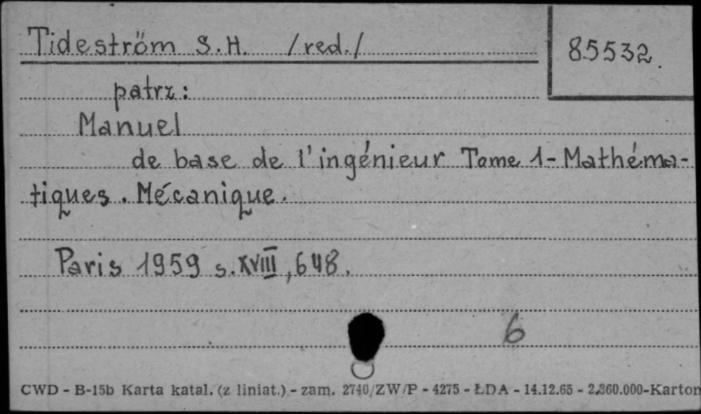 Tideström S.H. /red./
85532.
patrz:
Manuel
de base de l'ingénieur Tome 1 - Mathéma-
tiques. Mécanique.
Paris 1959 s. XVIII, 648.
6
CWD - B-15b Karta katal. (z liniat.) - zam. 2740/ZW/P - 4275 - ŁDA - 14.12.65 - 2.360.000-Karton